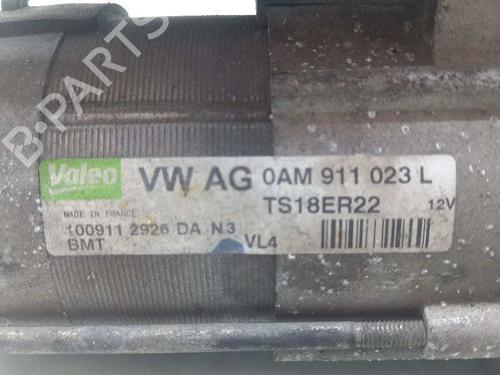 B-PARTS
Valeo VW AG 0AM 911 023 L
MADE IN FRANCE TS18ER22 12V
100911 2926 DA N3
BMT VL4